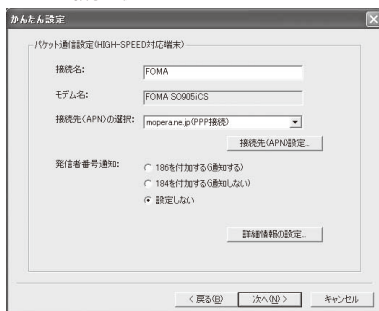 かんたん設定
パケット通信設定(HIGH-SPEED対応端末)
接続名: FOMA
モデム名: FOMA SO905iCS
接続先(APN)の選択: mopera.ne.jp(PPP接続)
接続先(APN)設定...
発信者番号通知: 186を付加する(通知する)
184を付加する(通知しない)
設定しない
詳細情報の設定...
< 戻る(B) 次へ(N) > キャンセル